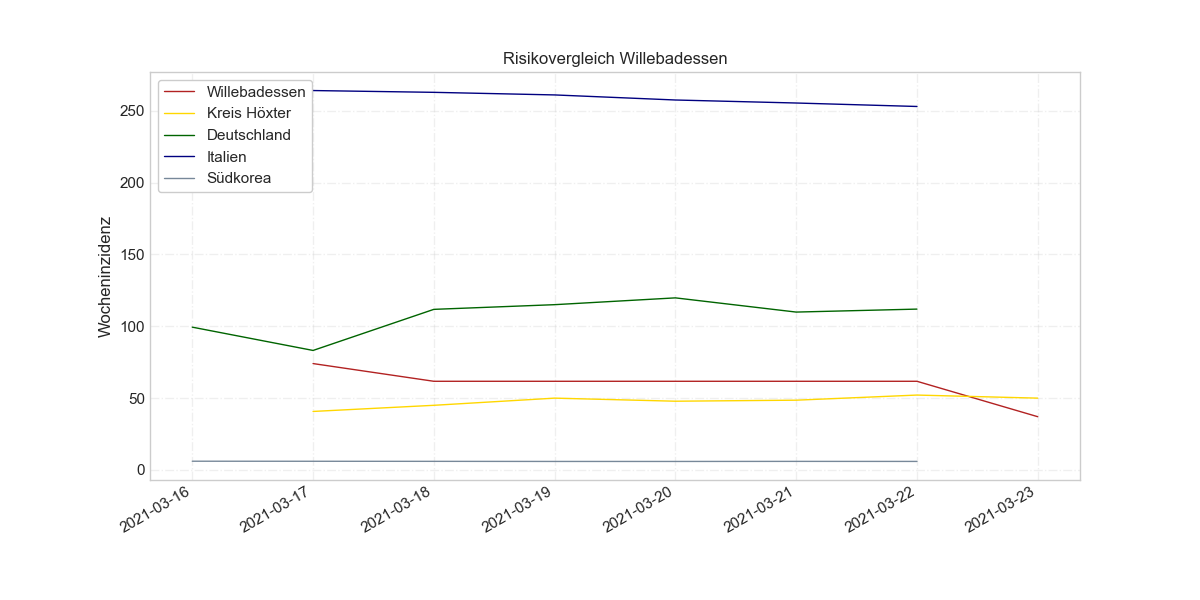 Risikovergleich Willebadessen
Willebadessen
Kreis Höxter
Deutschland
Italien
Südkorea
Wocheninzidenz
250
200
150
100
50
0
2021-03-16
2021-03-17
2021-03-18
2021-03-19
2021-03-20
2021-03-21
2021-03-22
2021-03-23